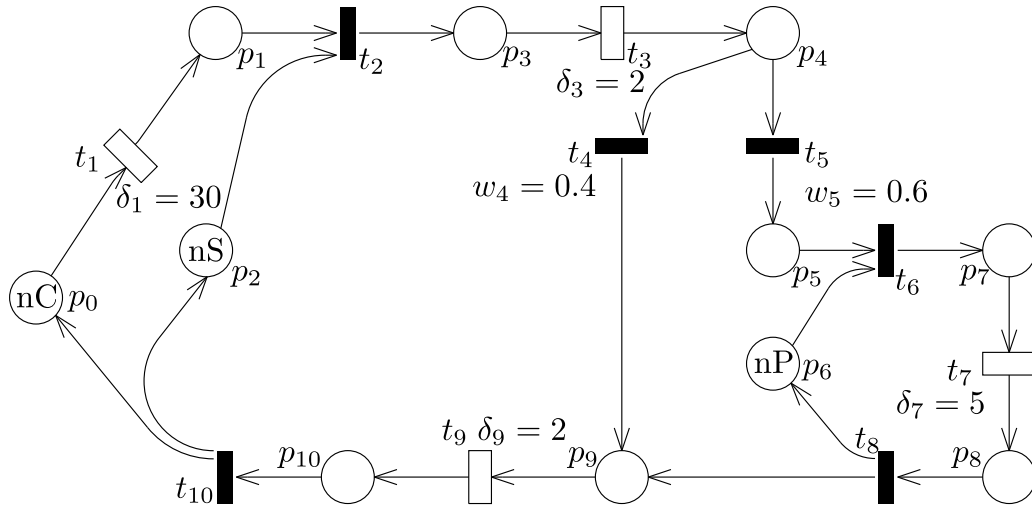 p₁
t₂
p₃
t₃
δ₃ = 2
p₄
t₁
δ₁ = 30
t₄
w₄ = 0.4
t₅
w₅ = 0.6
nS
p₂
nC
p₀
p₅
t₆
p₇
nP
p₆
t₇
δ₇ = 5
t₉ δ₉ = 2
t₈
p₁₀
p₉
p₈
t₁₀